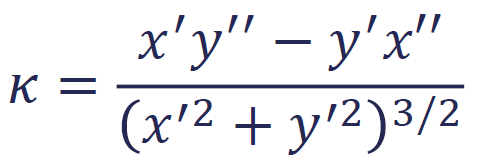 κ = (x′y′′ − y′x′′) / (x′² + y′²)^{3/2}